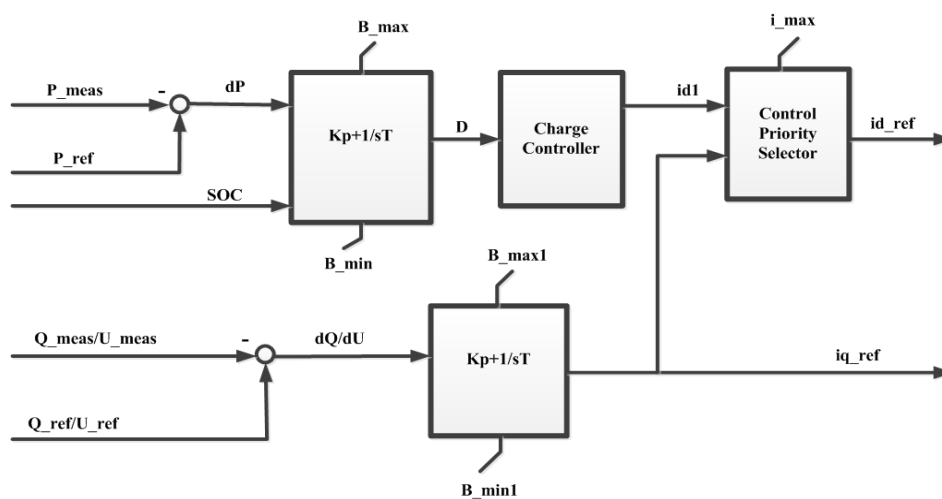 B_max
i_max
P_meas
-
dP
id1
Kp+1/sT
D
Charge
Controller
Control
Priority
Selector
id_ref
P_ref
SOC
B_min
B_max1
Q_meas/U_meas
-
dQ/dU
Kp+1/sT
iq_ref
Q_ref/U_ref
B_min1